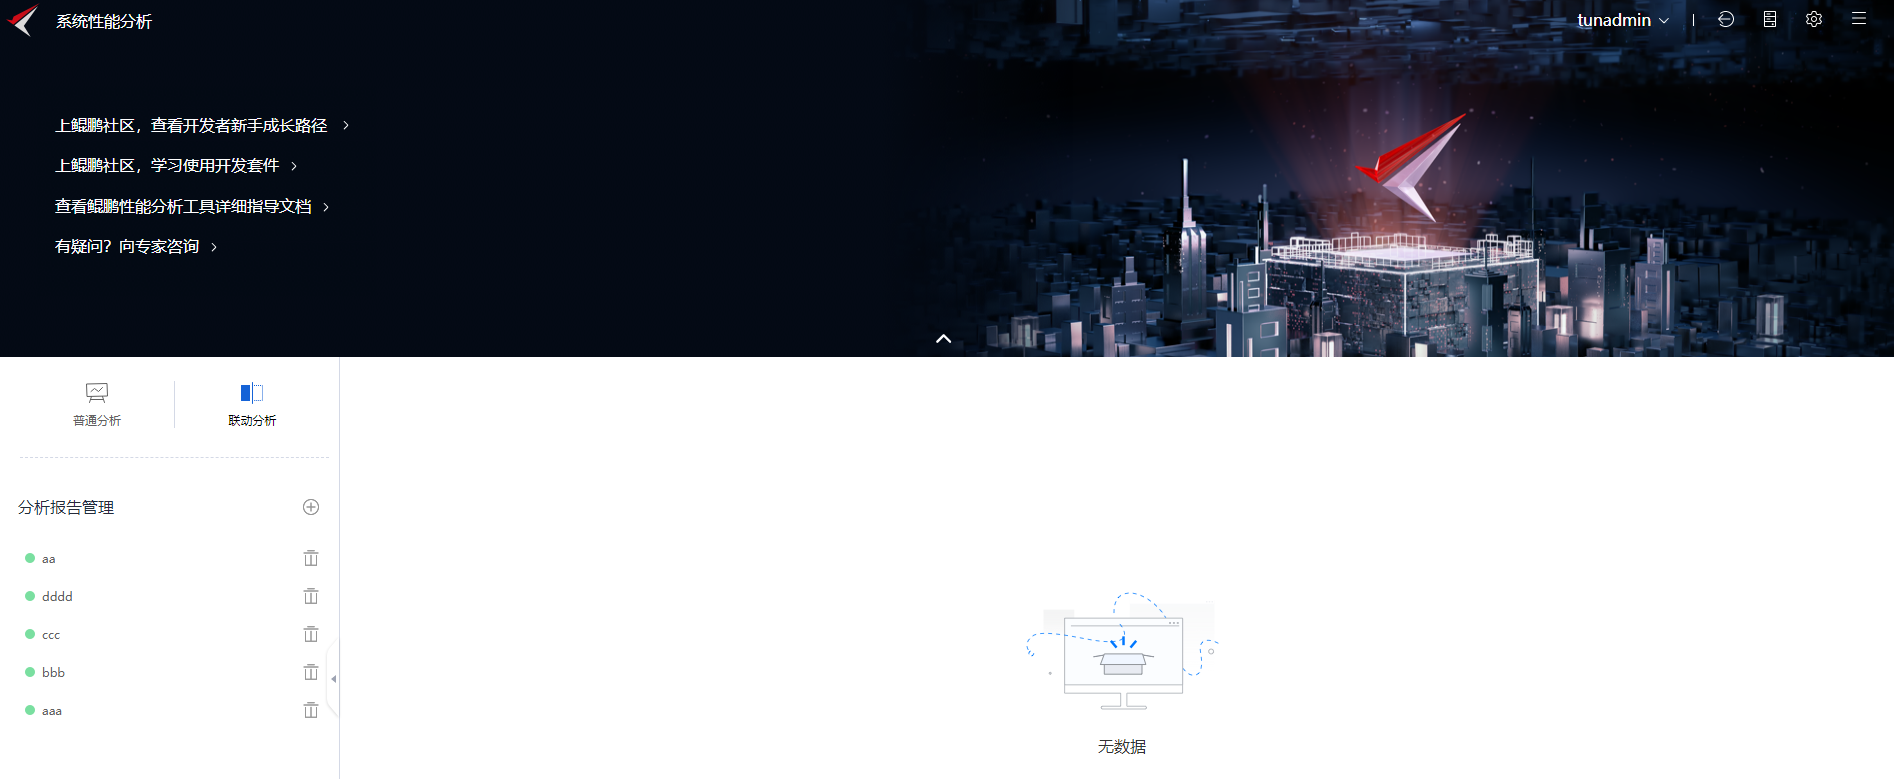 系统性能分析
tunadmin
上鲲鹏社区，查看开发者新手成长路径
上鲲鹏社区，学习使用开发套件
查看鲲鹏性能分析工具详细指导文档
有疑问？向专家咨询
普通分析
联动分析
分析报告管理
aa
dddd
ccc
bbb
aaa
无数据